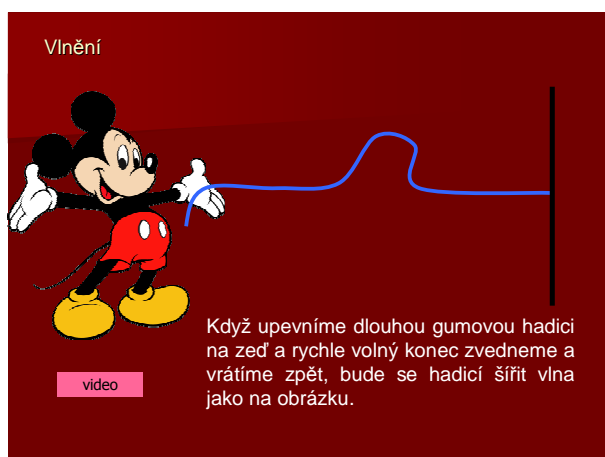 Vlnění
Když upevníme dlouhou gumovou hadici
na zeď a rychle volný konec zvedneme a
vrátíme zpět, bude se hadicí šířit vlna
jako na obrázku.
video